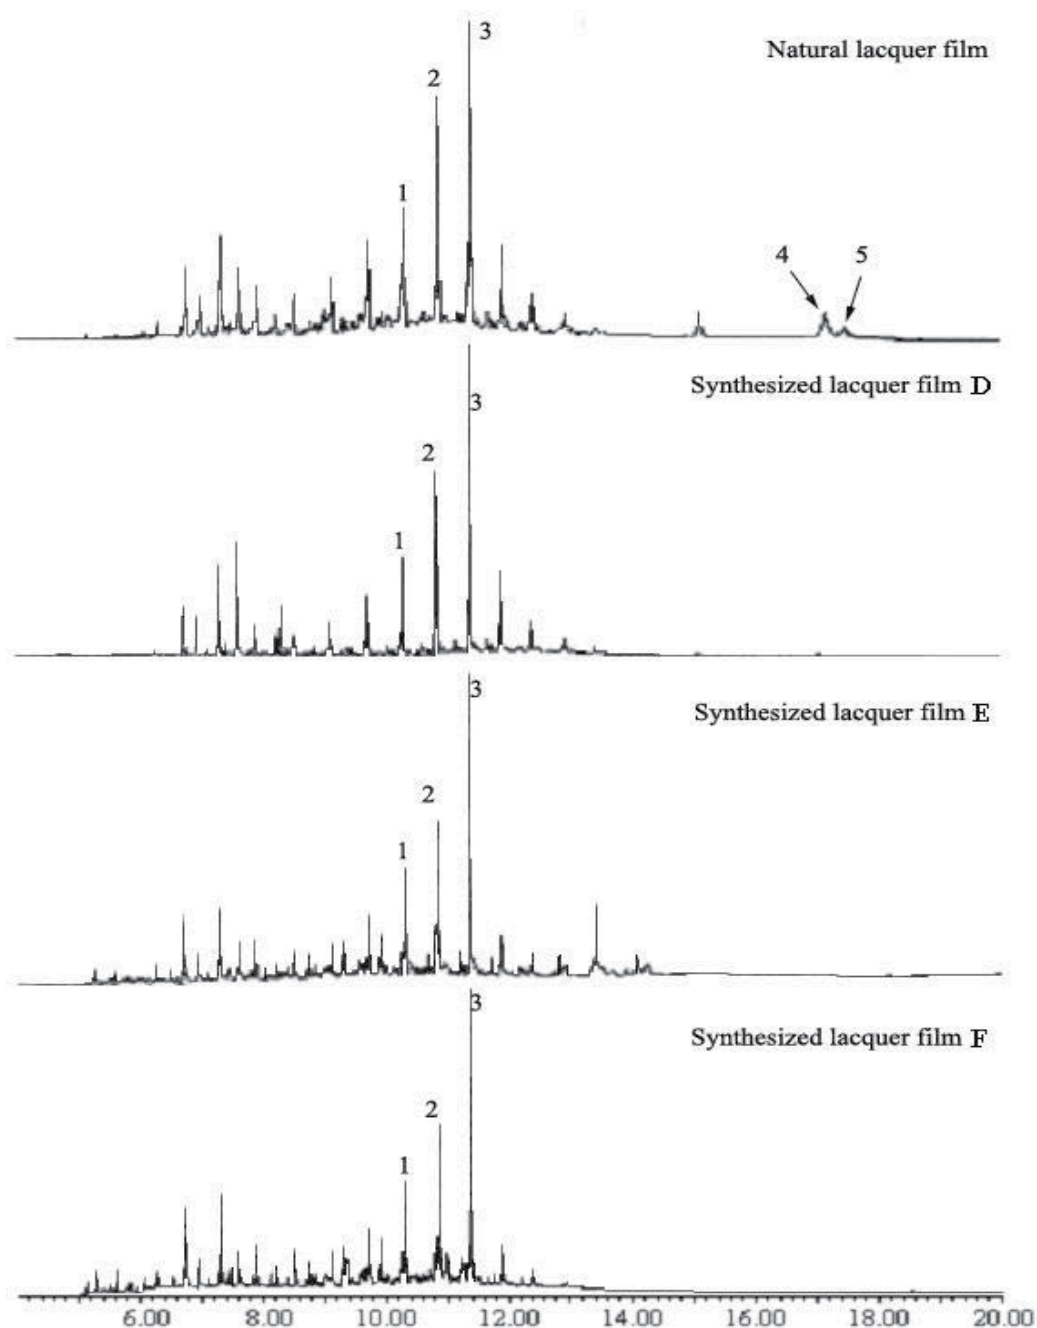 3
Natural lacquer film
2
1
4 5
Synthesized lacquer film D
3
2
1
Synthesized lacquer film E
3
2
1
Synthesized lacquer film F
3
2
1
6.00 8.00 10.00 12.00 14.00 16.00 18.00 20.00